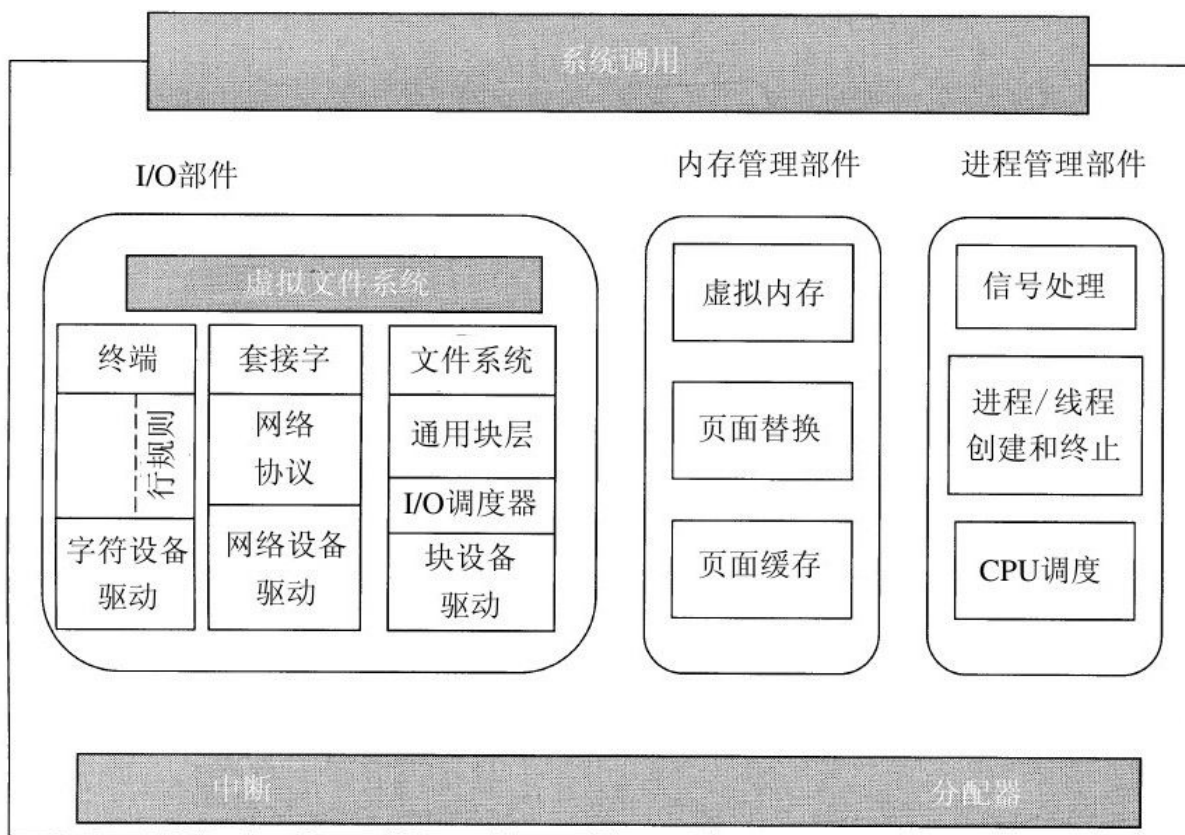 系统调用
I/O部件
内存管理部件
进程管理部件
虚拟文件系统
终端
行规则
字符设备
驱动
套接字
网络
协议
网络设备
驱动
文件系统
通用块层
I/O调度器
块设备
驱动
虚拟内存
页面替换
页面缓存
信号处理
进程/线程
创建和终止
CPU调度
中断
分配器